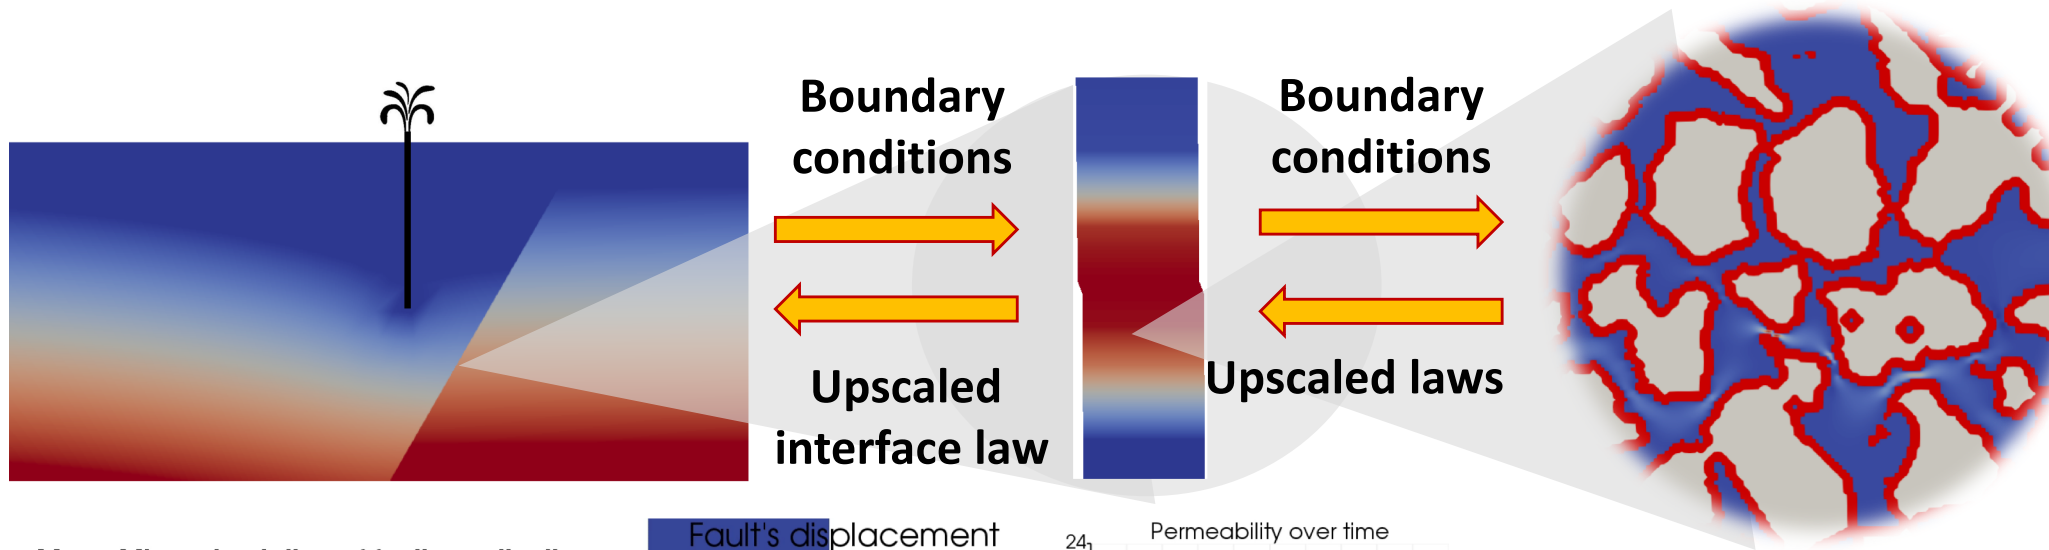 Boundary
conditions
Boundary
conditions
Upscaled
interface law
Upscaled laws
Fault's displacement
Permeability over time
24